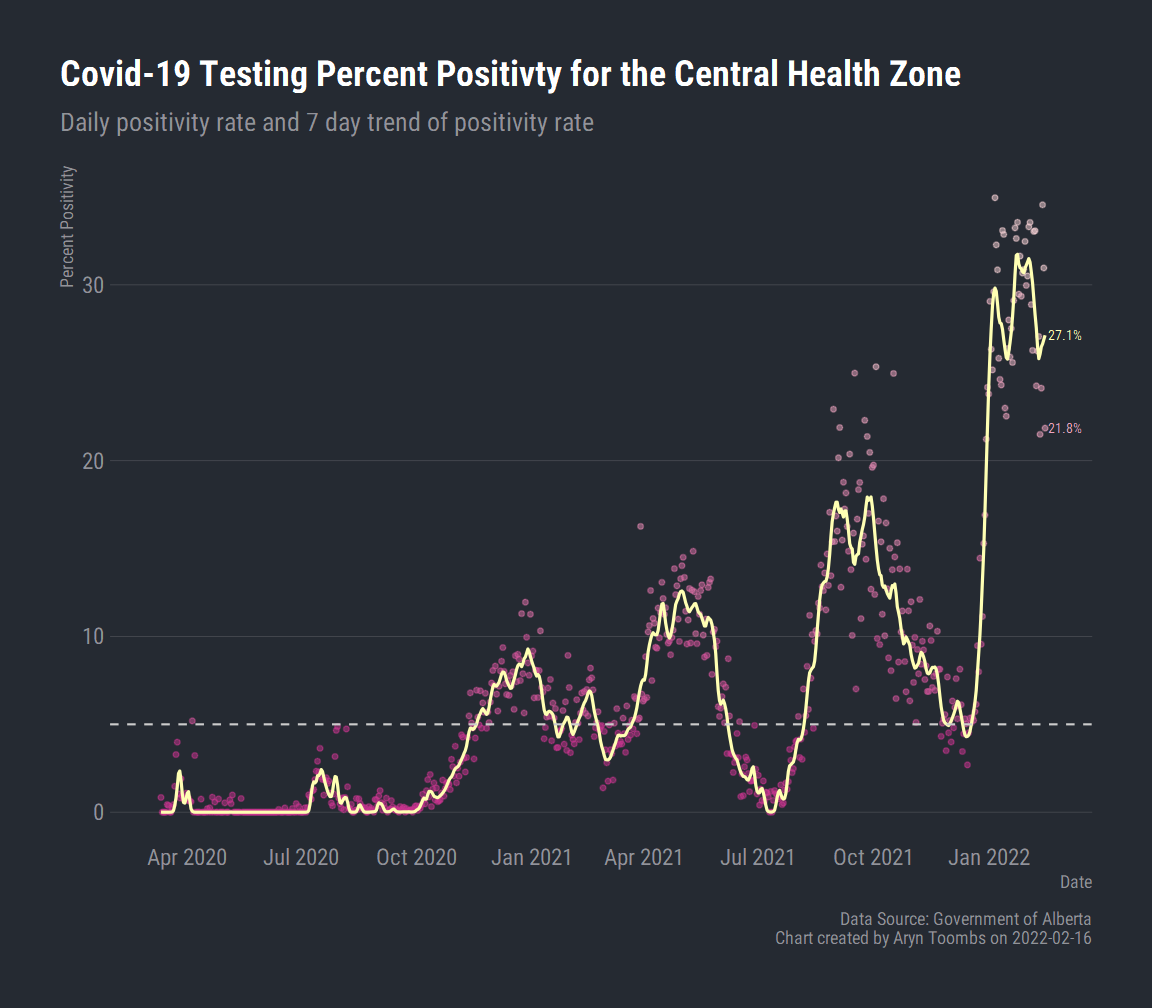 Covid-19 Testing Percent Positivty for the Central Health Zone
Daily positivity rate and 7 day trend of positivity rate
Percent Positivity
30
27.1%
21.8%
20
10
0
Apr 2020 Jul 2020 Oct 2020 Jan 2021 Apr 2021 Jul 2021 Oct 2021 Jan 2022
Date
Data Source: Government of Alberta
Chart created by Aryn Toombs on 2022-02-16